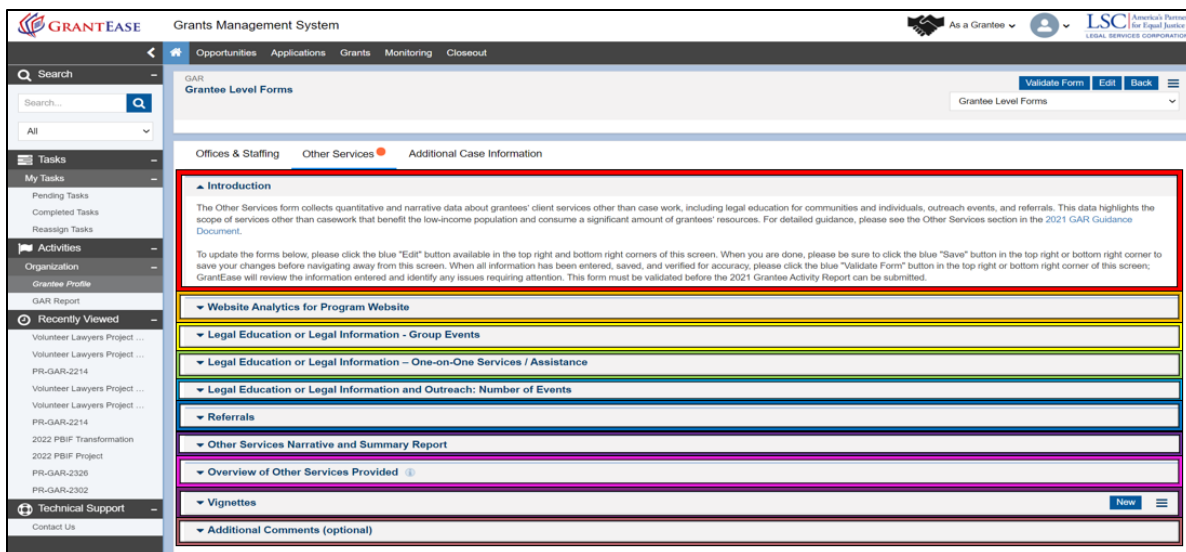 GRANTEASE
Grants Management System
As a Grantee
LSC America's Partner
for Equal Justice
LEGAL SERVICES CORPORATION
Opportunities Applications Grants Monitoring Closeout
Search
Search...
All
Tasks
My Tasks
Pending Tasks
Completed Tasks
Reassign Tasks
Activities
Organization
Grantee Profile
GAR Report
Recently Viewed
Volunteer Lawyers Project ...
Volunteer Lawyers Project ...
PR-GAR-2214
Volunteer Lawyers Project ...
Volunteer Lawyers Project ...
PR-GAR-2214
2022 PBIF Transformation
2022 PBIF Project
PR-GAR-2326
PR-GAR-2302
Technical Support
Contact Us
GAR
Grantee Level Forms
Validate Form Edit Back
Grantee Level Forms
Offices & Staffing Other Services Additional Case Information
Introduction
The Other Services form collects quantitative and narrative data about grantees' client services other than case work, including legal education for communities and individuals, outreach events, and referrals. This data highlights the
scope of services other than casework that benefit the low-income population and consume a significant amount of grantees' resources. For detailed guidance, please see the Other Services section in the 2021 GAR Guidance
Document.
To update the forms below, please click the blue "Edit" button available in the top right and bottom right corners of this screen. When you are done, please be sure to click the blue "Save" button in the top right or bottom right corner to
save your changes before navigating away from this screen. When all information has been entered, saved, and verified for accuracy, please click the blue "Validate Form" button in the top right or bottom right corner of this screen;
GrantEase will review the information entered and identify any issues requiring attention. This form must be validated before the 2021 Grantee Activity Report can be submitted.
Website Analytics for Program Website
Legal Education or Legal Information - Group Events
Legal Education or Legal Information – One-on-One Services / Assistance
Legal Education or Legal Information and Outreach: Number of Events
Referrals
Other Services Narrative and Summary Report
Overview of Other Services Provided
Vignettes
New
Additional Comments (optional)